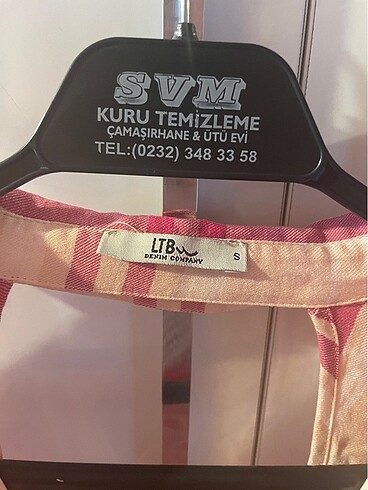 SVM
KURU TEMİZLEME
ÇAMAŞIRHANE & ÜTÜ EVİ
TEL:(0232) 348 33 58
LTB
DENIM COMPANY
S